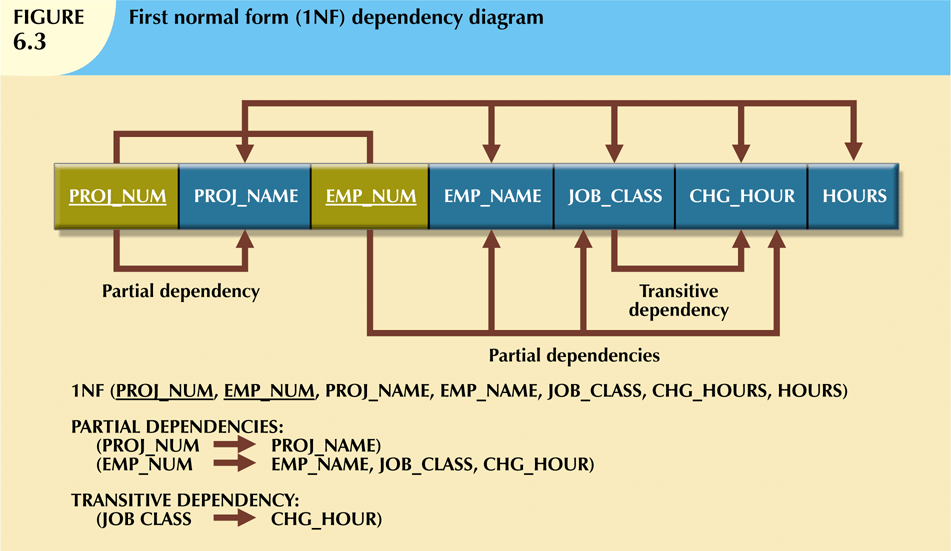 FIGURE
6.3
First normal form (1NF) dependency diagram
PROJ_NUM PROJ_NAME EMP_NUM EMP_NAME JOB_CLASS CHG_HOUR HOURS
Partial dependency
Transitive
dependency
Partial dependencies
1NF (PROJ_NUM, EMP_NUM, PROJ_NAME, EMP_NAME, JOB_CLASS, CHG_HOURS, HOURS)
PARTIAL DEPENDENCIES:
(PROJ_NUM → PROJ_NAME)
(EMP_NUM → EMP_NAME, JOB_CLASS, CHG_HOUR)
TRANSITIVE DEPENDENCY:
(JOB CLASS → CHG_HOUR)